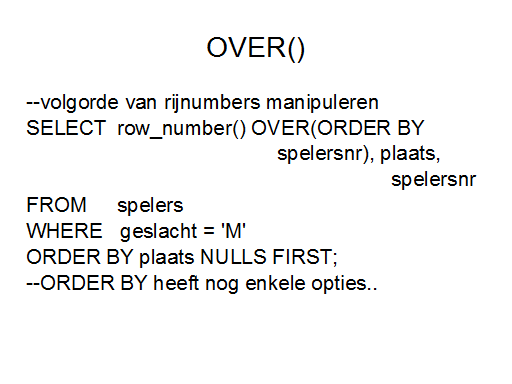 OVER()
--volgorde van rijnumbers manipuleren
SELECT row_number() OVER(ORDER BY
spelersnr), plaats,
spelersnr
FROM spelers
WHERE geslacht = 'M'
ORDER BY plaats NULLS FIRST;
--ORDER BY heeft nog enkele opties..